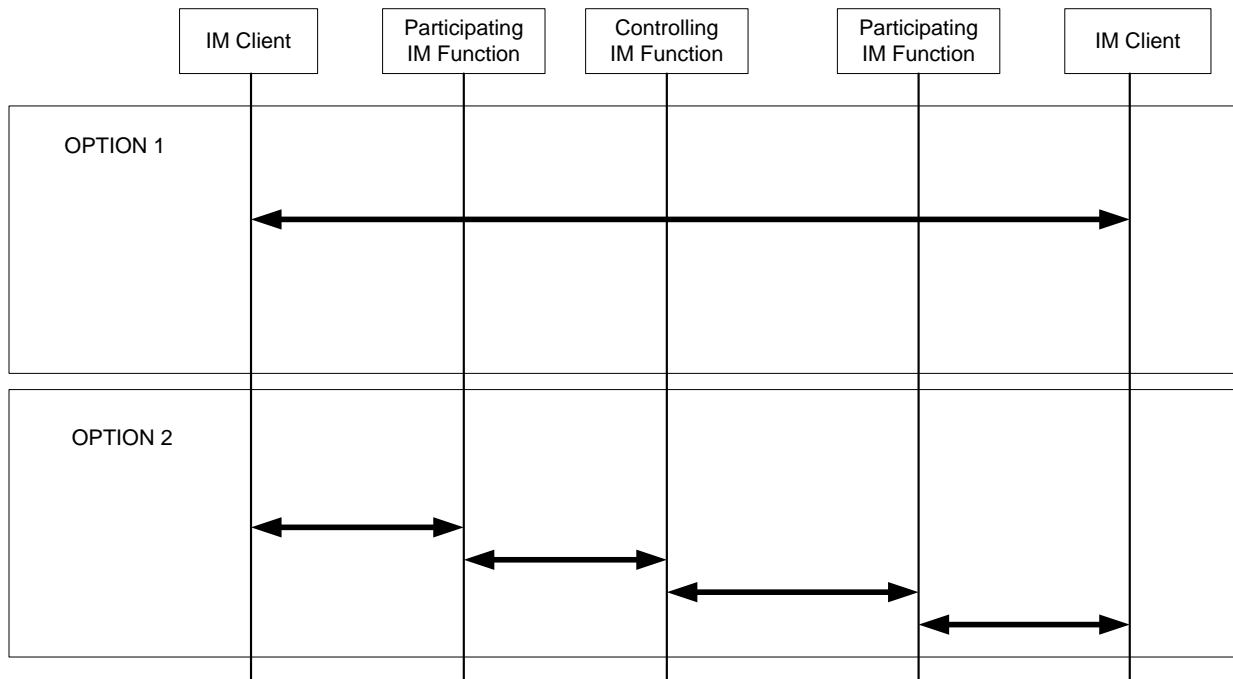 IM Client
Participating
IM Function
Controlling
IM Function
Participating
IM Function
IM Client
OPTION 1
OPTION 2